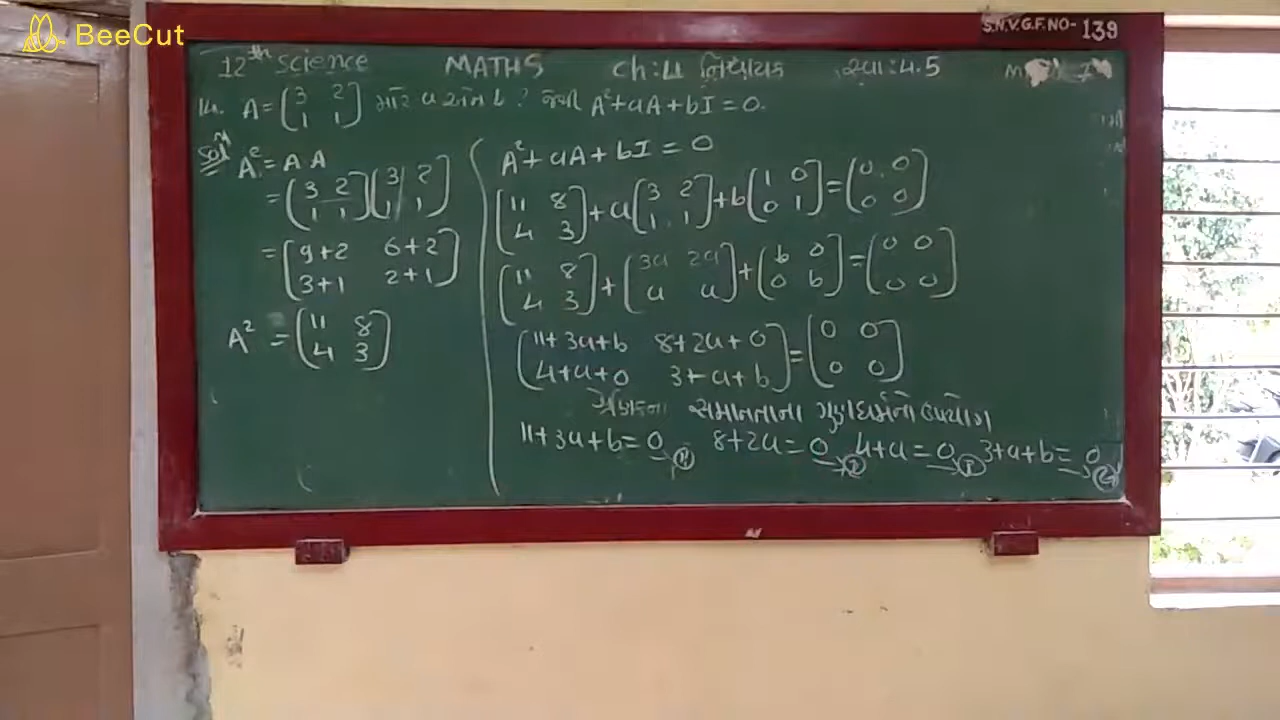 BeeCut
S.N.V.G.F.NO- 139
12th science MATHS ch:4 નિશ્ચાયક સ્વા:4.5
14. A = [3 2; 1 1] માટે a અને b ? જેથી A²+aA+bI=0.
Solⁿ A² = A A
= [3 2; 1 1] [3 2; 1 1]
= [9+2 6+2; 3+1 2+1]
A² = [11 8; 4 3]
A²+aA+bI = 0
[11 8; 4 3] + a[3 2; 1 1] + b[1 0; 0 1] = [0 0; 0 0]
[11 8; 4 3] + [3a 2a; a a] + [b 0; 0 b] = [0 0; 0 0]
[11+3a+b 8+2a+0; 4+a+0 3+a+b] = [0 0; 0 0]
સમાનતાના ગુણધર્મનો ઉપયોગ
11+3a+b=0 8+2a=0 4+a=0 3+a+b=0